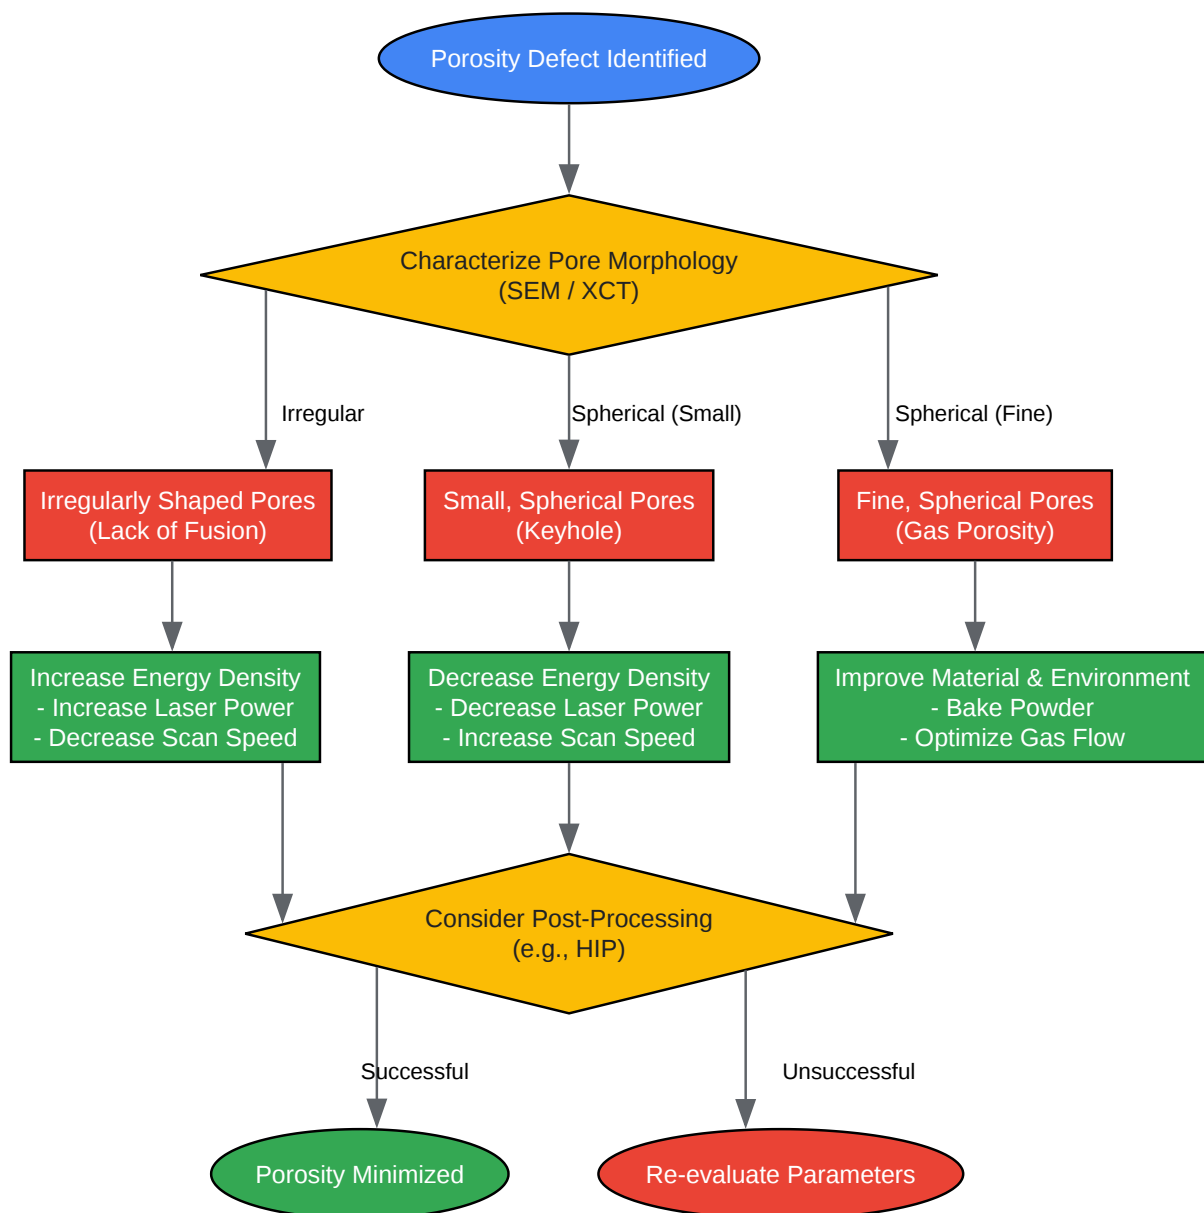 Porosity Defect Identified
Characterize Pore Morphology
(SEM / XCT)
Irregular
Spherical (Small)
Spherical (Fine)
Irregularly Shaped Pores
(Lack of Fusion)
Small, Spherical Pores
(Keyhole)
Fine, Spherical Pores
(Gas Porosity)
Increase Energy Density
- Increase Laser Power
- Decrease Scan Speed
Decrease Energy Density
- Decrease Laser Power
- Increase Scan Speed
Improve Material & Environment
- Bake Powder
- Optimize Gas Flow
Consider Post-Processing
(e.g., HIP)
Successful
Unsuccessful
Porosity Minimized
Re-evaluate Parameters